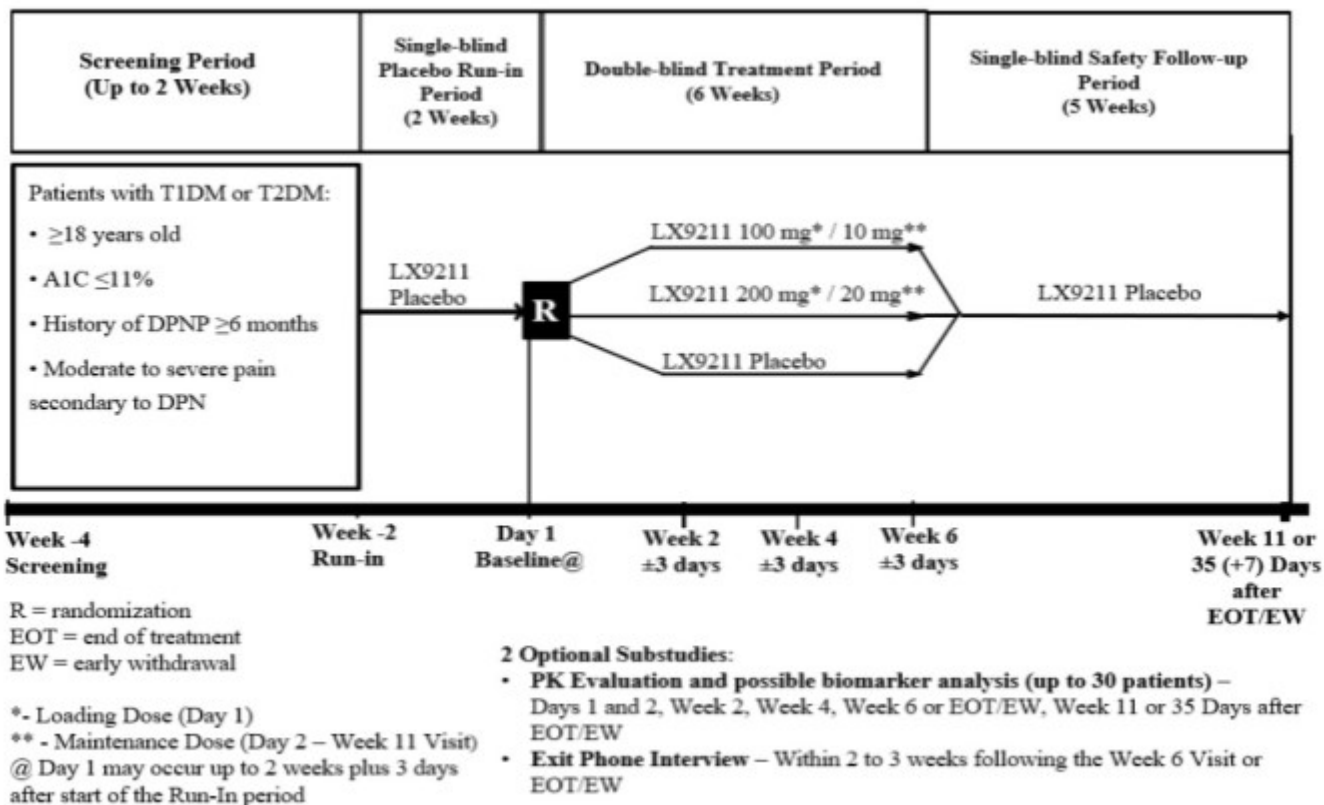 Screening Period
(Up to 2 Weeks)
Single-blind
Placebo Run-in
Period
(2 Weeks)
Double-blind Treatment Period
(6 Weeks)
Single-blind Safety Follow-up
Period
(5 Weeks)
Patients with T1DM or T2DM:
• ≥18 years old
• A1C ≤11%
• History of DPNP ≥6 months
• Moderate to severe pain
secondary to DPN
LX9211
Placebo
R
LX9211 100 mg* / 10 mg**
LX9211 200 mg* / 20 mg**
LX9211 Placebo
LX9211 Placebo
Week -4
Screening
Week -2
Run-in
Day 1
Baseline@
Week 2
±3 days
Week 4
±3 days
Week 6
±3 days
Week 11 or
35 (+7) Days
after
EOT/EW
R = randomization
EOT = end of treatment
EW = early withdrawal
*- Loading Dose (Day 1)
** - Maintenance Dose (Day 2 – Week 11 Visit)
@ Day 1 may occur up to 2 weeks plus 3 days
after start of the Run-In period
2 Optional Substudies:
• PK Evaluation and possible biomarker analysis (up to 30 patients) –
Days 1 and 2, Week 2, Week 4, Week 6 or EOT/EW, Week 11 or 35 Days after
EOT/EW
• Exit Phone Interview – Within 2 to 3 weeks following the Week 6 Visit or
EOT/EW